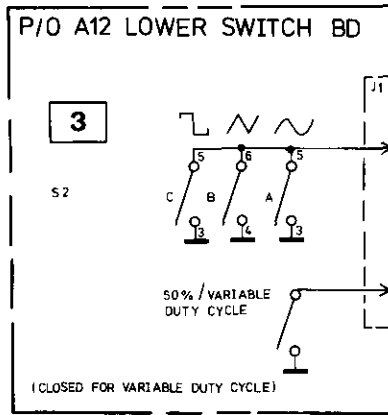 P/O A12 LOWER SWITCH BD
J1
3
S2
5 6 5
C B A
3 4 3
50% / VARIABLE
DUTY CYCLE
(CLOSED FOR VARIABLE DUTY CYCLE)